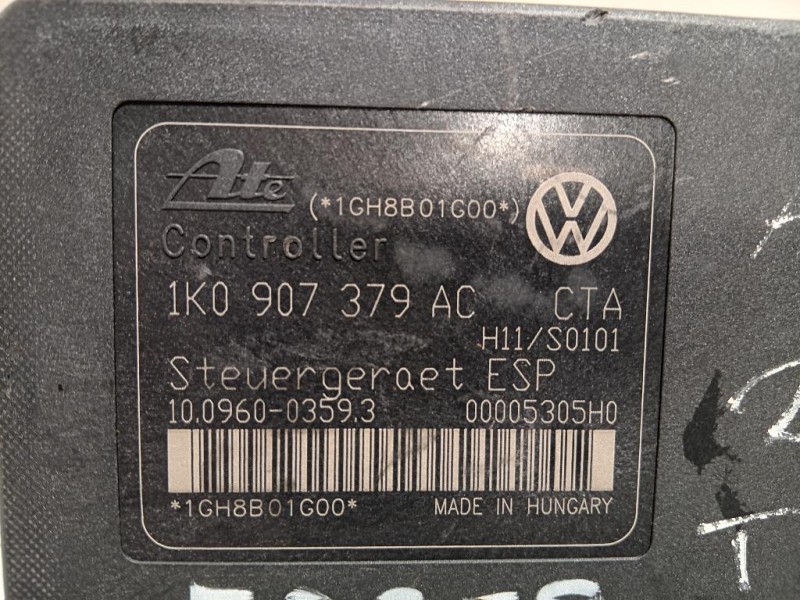 Ate (*1GH8B01G00*) VW
Controller
1K0 907 379 AC CTA
H11/S0101
Steuergeraet ESP
10.0960-0359.3 00005305H0
*1GH8B01G00* MADE IN HUNGARY